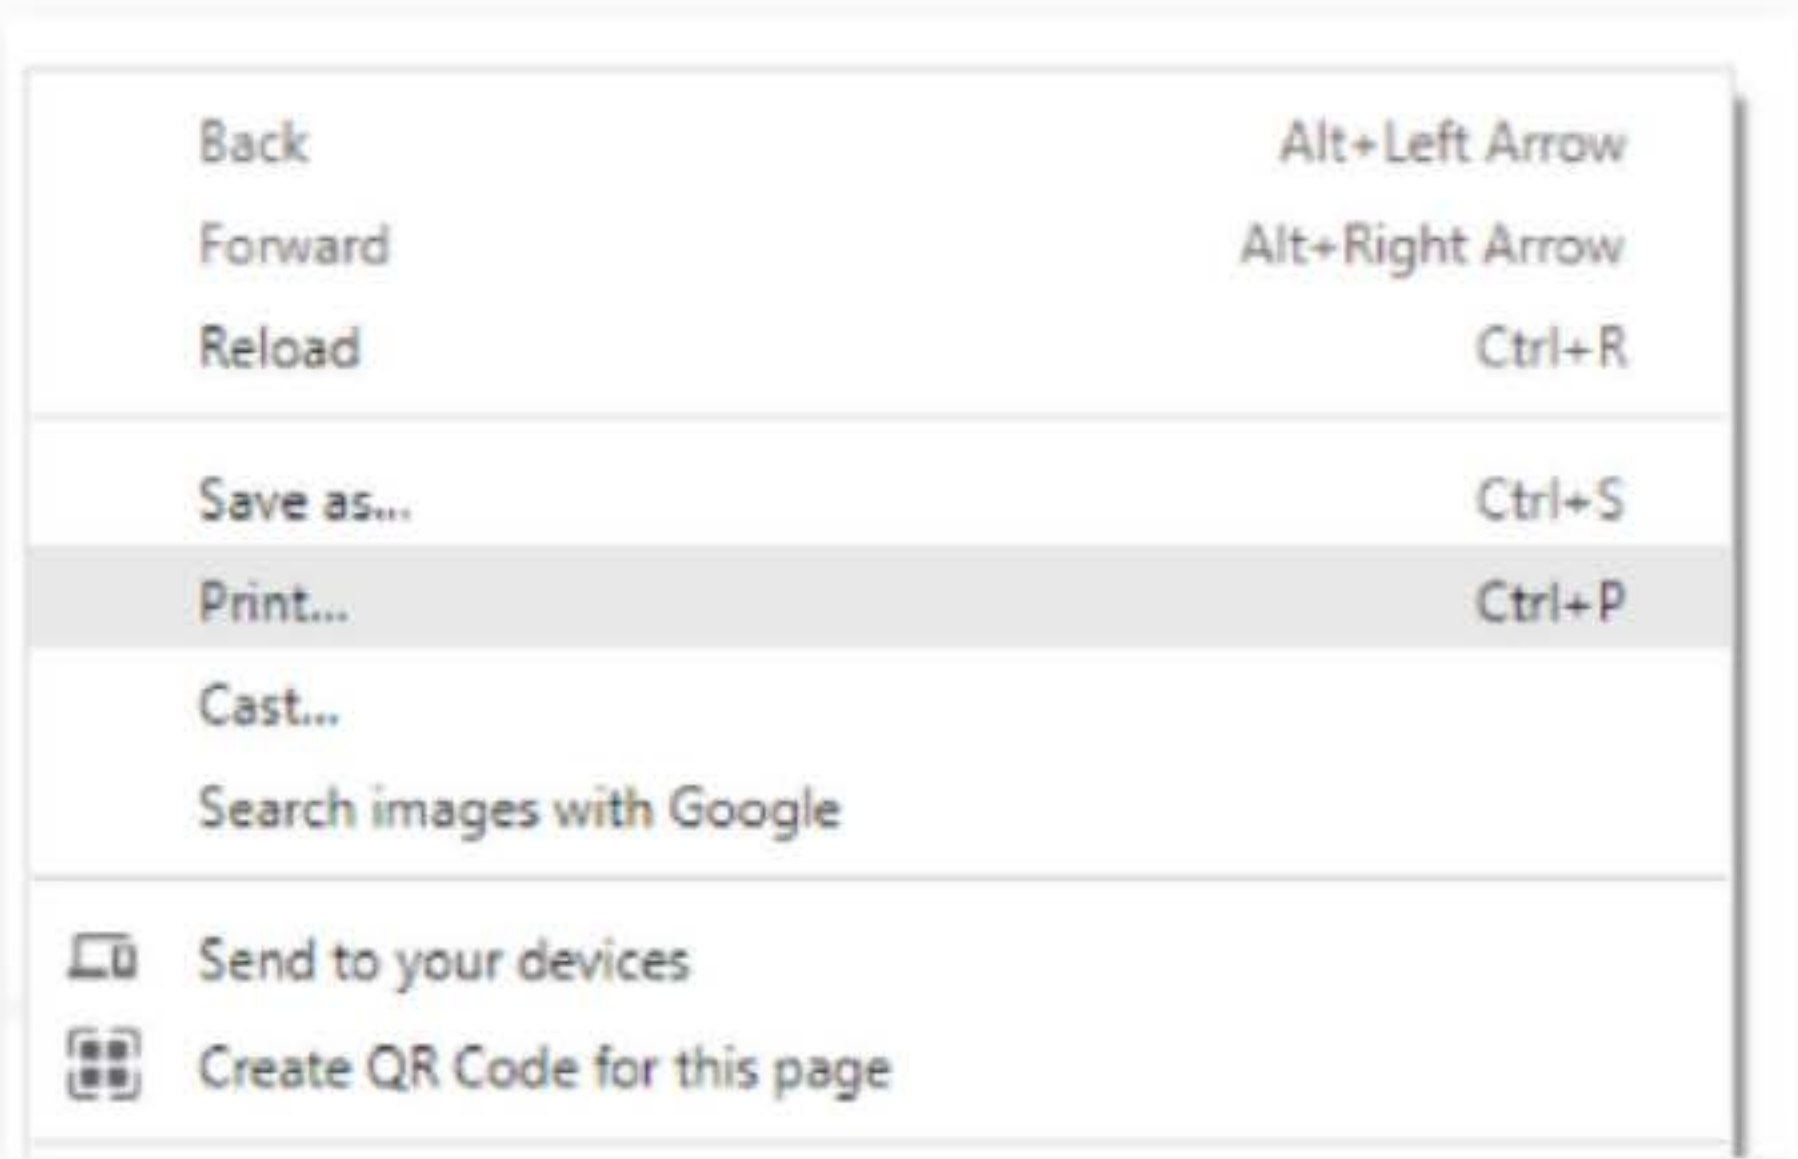 Back Alt+Left Arrow
Forward Alt+Right Arrow
Reload Ctrl+R
Save as... Ctrl+S
Print... Ctrl+P
Cast...
Search images with Google
Send to your devices
Create QR Code for this page